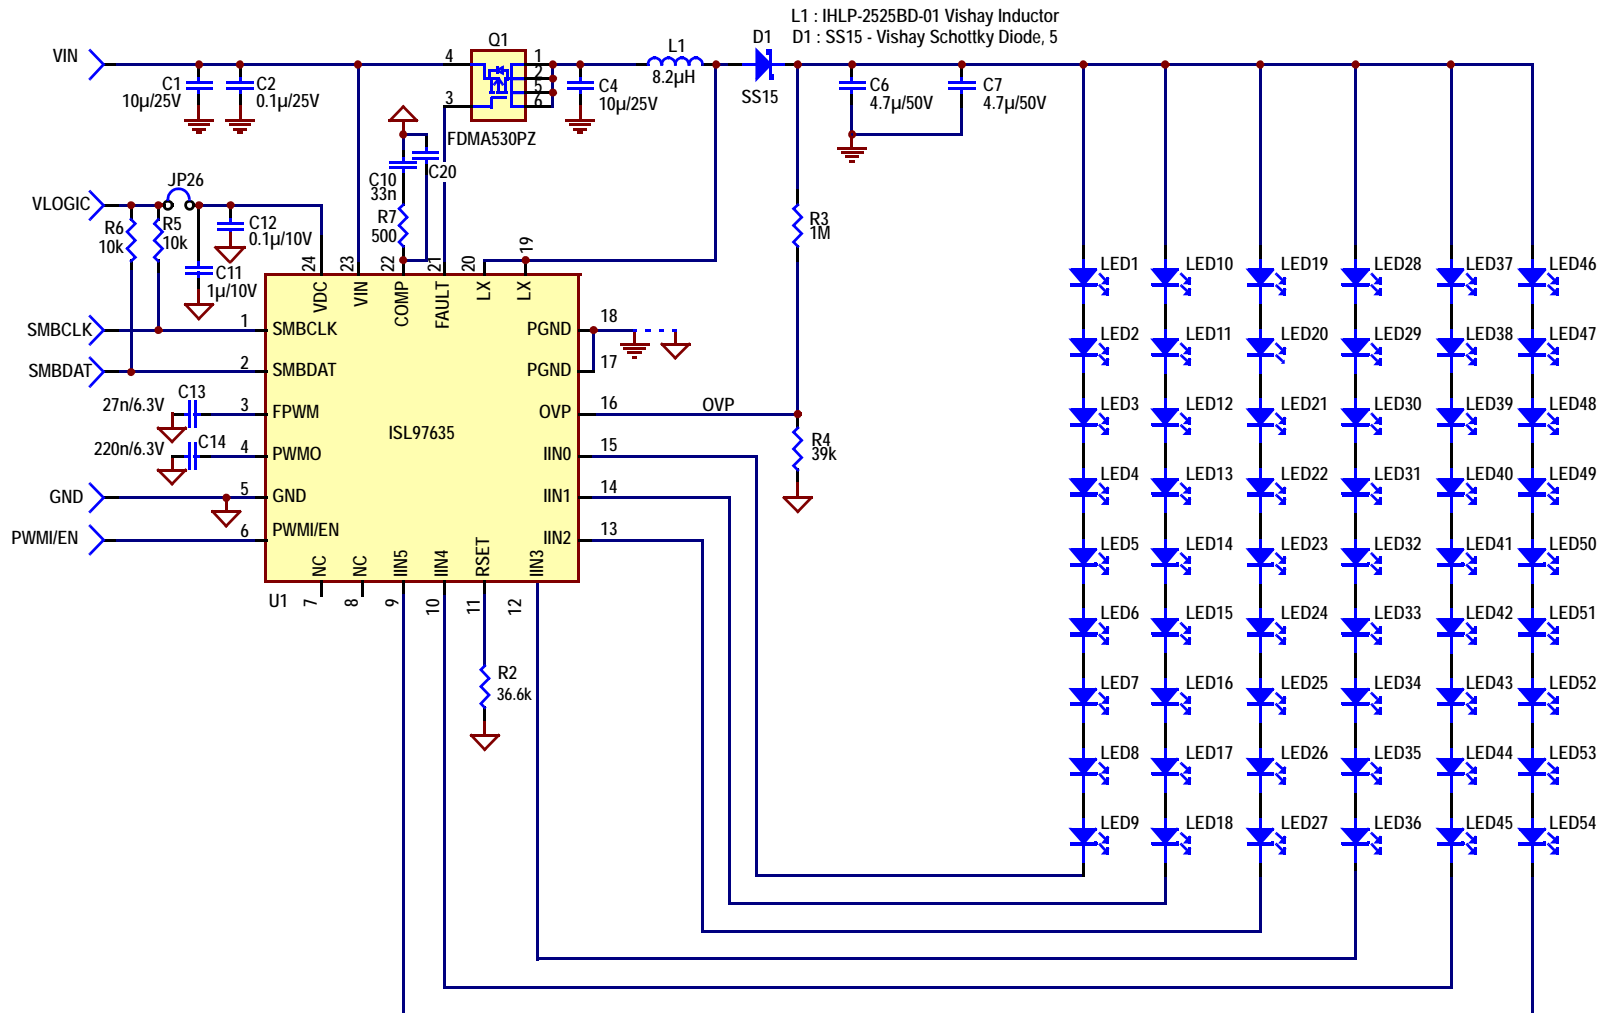 L1 : IHLP-2525BD-01 Vishay Inductor
D1 : SS15 - Vishay Schottky Diode, 5
VIN
C1
10µ/25V
C2
0.1µ/25V
Q1
4
3
1
2
5
6
FDMA530PZ
C4
10µ/25V
L1
8.2µH
D1
SS15
C6
4.7µ/50V
C7
4.7µ/50V
C10
33n
C20
R7
500
VLOGIC
JP26
R6
10k
R5
10k
C12
0.1µ/10V
C11
1µ/10V
R3
1M
24
23
22
21
20
19
VDC
VIN
COMP
FAULT
LX
LX
SMBCLK
1
SMBCLK
SMBDAT
2
SMBDAT
27n/6.3V
C13
3
FPWM
220n/6.3V
C14
4
PWMO
GND
5
GND
PWMI/EN
6
PWMI/EN
ISL97635
PGND
18
PGND
17
OVP
16
OVP
IIN0
15
IIN1
14
IIN2
13
R4
39k
NC
NC
IIN5
IIN4
RSET
IIN3
U1
7
8
9
10
11
12
R2
36.6k
LED1
LED10
LED19
LED28
LED37
LED46
LED2
LED11
LED20
LED29
LED38
LED47
LED3
LED12
LED21
LED30
LED39
LED48
LED4
LED13
LED22
LED31
LED40
LED49
LED5
LED14
LED23
LED32
LED41
LED50
LED6
LED15
LED24
LED33
LED42
LED51
LED7
LED16
LED25
LED34
LED43
LED52
LED8
LED17
LED26
LED35
LED44
LED53
LED9
LED18
LED27
LED36
LED45
LED54